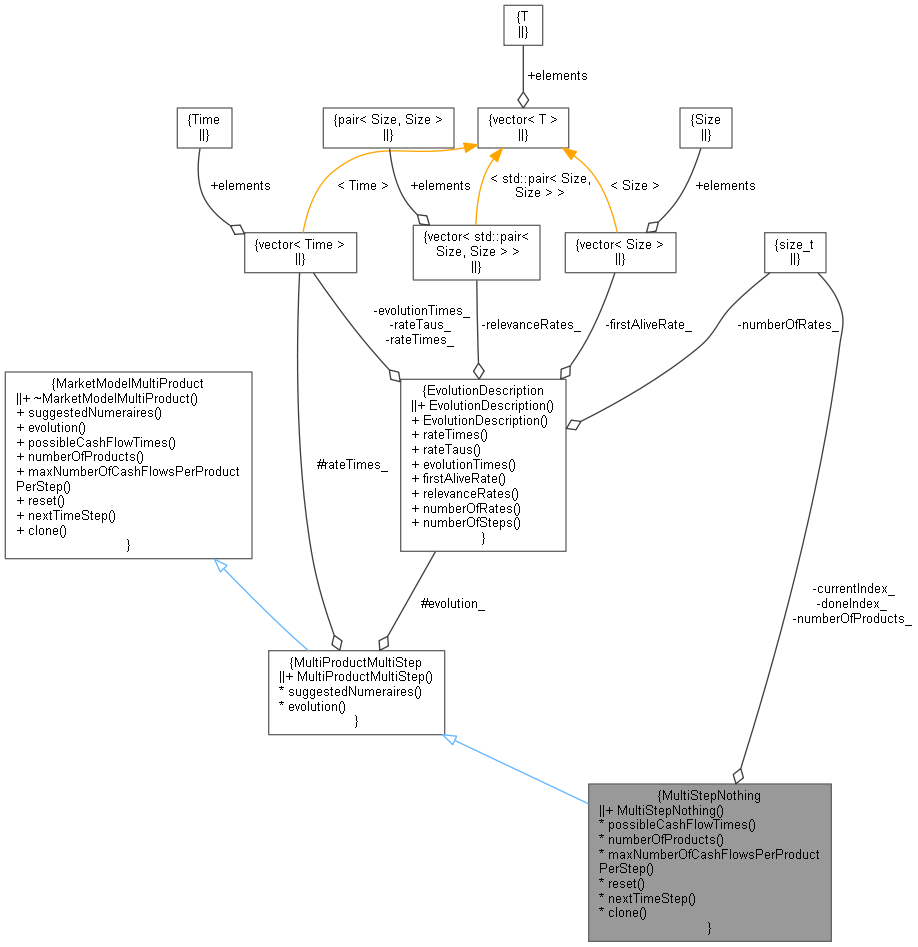 {T
||}
+elements
{Time
||}
{pair< Size, Size >
||}
{vector< T >
||}
{Size
||}
+elements
< Time >
+elements
< std::pair< Size,
Size > >
< Size >
+elements
{vector< Time >
||}
{vector< std::pair<
Size, Size > >
||}
{vector< Size >
||}
{size_t
||}
-evolutionTimes_
-rateTaus_
-rateTimes_
-relevanceRates_
-firstAliveRate_
-numberOfRates_
{MarketModelMultiProduct
||+ ~MarketModelMultiProduct()
+ suggestedNumeraires()
+ evolution()
+ possibleCashFlowTimes()
+ numberOfProducts()
+ maxNumberOfCashFlowsPerProduct
PerStep()
+ reset()
+ nextTimeStep()
+ clone()
}
{EvolutionDescription
||+ EvolutionDescription()
+ EvolutionDescription()
+ rateTimes()
+ rateTaus()
+ evolutionTimes()
+ firstAliveRate()
+ relevanceRates()
+ numberOfRates()
+ numberOfSteps()
}
#rateTimes_
#evolution_
-currentIndex_
-doneIndex_
-numberOfProducts_
{MultiProductMultiStep
||+ MultiProductMultiStep()
* suggestedNumeraires()
* evolution()
}
{MultiStepNothing
||+ MultiStepNothing()
* possibleCashFlowTimes()
* numberOfProducts()
* maxNumberOfCashFlowsPerProduct
PerStep()
* reset()
* nextTimeStep()
* clone()
}